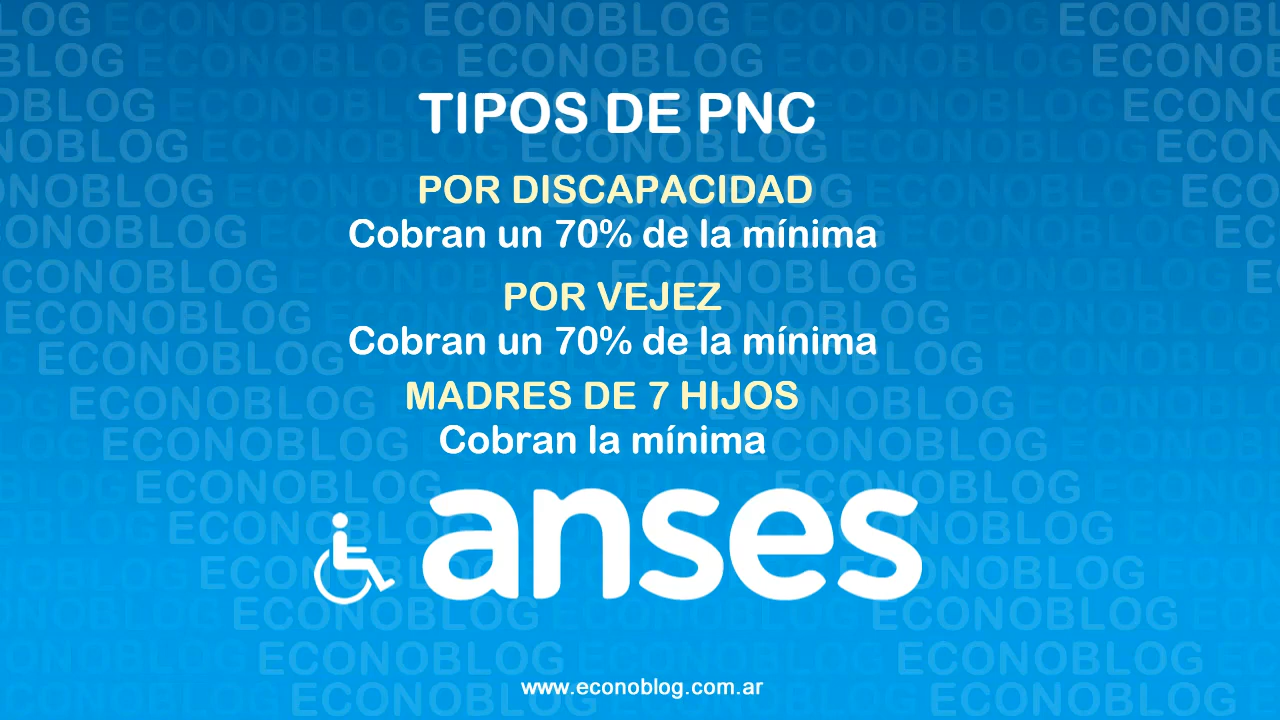 TIPOS DE PNC
POR DISCAPACIDAD
Cobran un 70% de la mínima
POR VEJEZ
Cobran un 70% de la mínima
MADRES DE 7 HIJOS
Cobran la mínima
anses
www.econoblog.com.ar